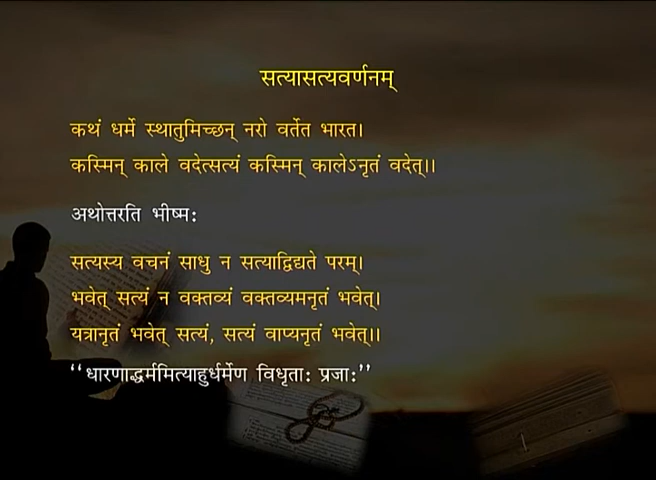 सत्यासत्यवर्णनम्
कथं धर्मे स्थातुमिच्छन् नरो वर्तेत भारत।
कस्मिन् काले वदेत्सत्यं कस्मिन् कालेऽनृतं वदेत्।।
अथोत्तरति भीष्म:
सत्यस्य वचनं साधु न सत्याद्विद्यते परम्।
भवेत् सत्यं न वक्तव्यं वक्तव्यमनृतं भवेत्।
यत्रानृतं भवेत् सत्यं, सत्यं वाप्यनृतं भवेत्।।
‘‘धारणाद्धर्ममित्याहुर्धर्मेण विधृता: प्रजा:’’